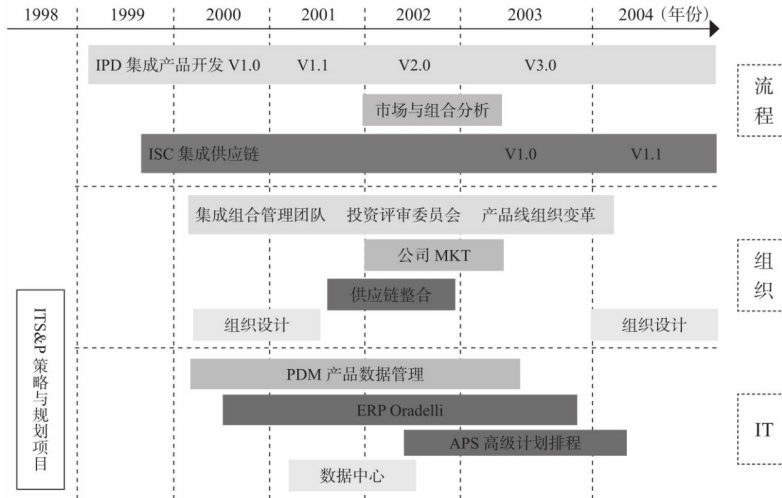 1998 1999 2000 2001 2002 2003 2004 (年份)
IPD 集成产品开发 V1.0 V1.1 V2.0 V3.0
市场与组合分析
ISC 集成供应链 V1.0 V1.1
流程
集成组合管理团队 投资评审委员会 产品线组织变革
公司 MKT
供应链整合
组织设计 组织设计
组织
ITS&P 策略与规划项目
PDM 产品数据管理
ERP Oradelli
APS 高级计划排程
数据中心
IT